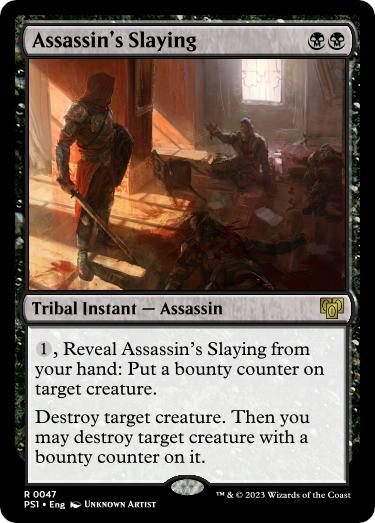 Assassin's Slaying
Tribal Instant — Assassin
1, Reveal Assassin's Slaying from
your hand: Put a bounty counter on
target creature.
Destroy target creature. Then you
may destroy target creature with a
bounty counter on it.
R 0047
PS1 • Eng Unknown Artist
™ & © 2023 Wizards of the Coast